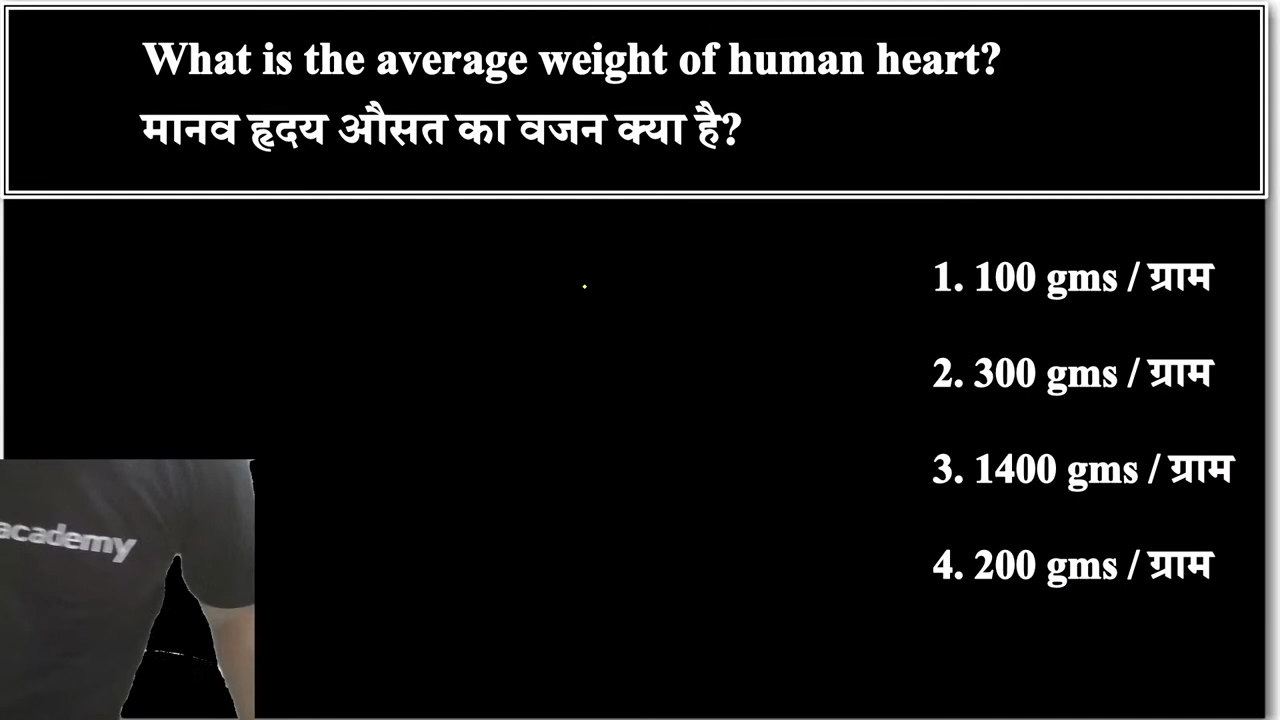 What is the average weight of human heart?
मानव हृदय औसत का वजन क्या है?
1. 100 gms / ग्राम
2. 300 gms / ग्राम
3. 1400 gms / ग्राम
4. 200 gms / ग्राम
academy